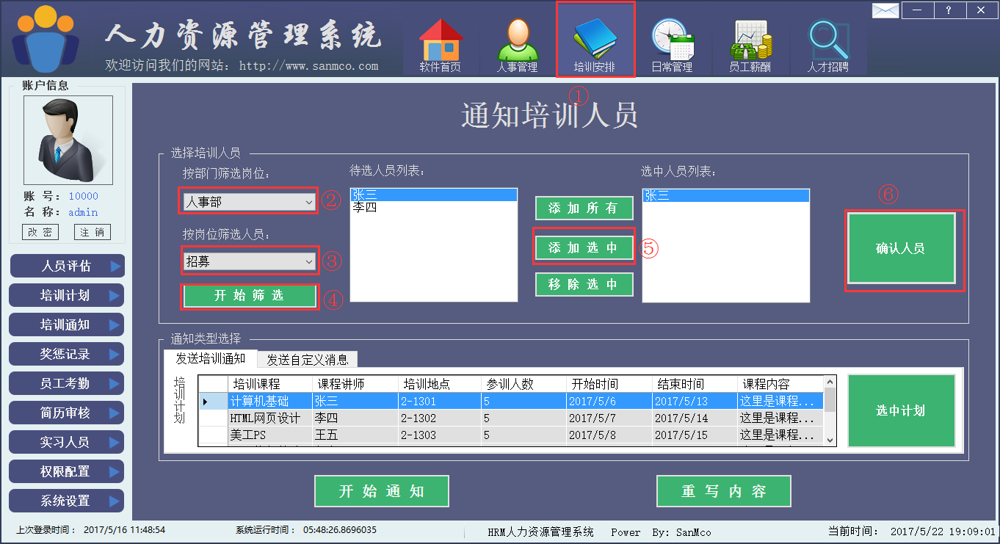 人力资源管理系统
欢迎访问我们的网站: http://www.sanmco.com
软件首页
人事管理
培训安排
日常管理
员工薪酬
人才招聘
?
①
账户信息
账 号: 10000
名 称: admin
改 密
注 销
人员评估
培训计划
培训通知
奖惩记录
员工考勤
简历审核
实习人员
权限配置
系统设置
通知培训人员
选择培训人员
按部门筛选岗位:
人事部
②
按岗位筛选人员:
招募
③
开始筛选
④
待选人员列表:
张三
李四
添加所有
添加选中
⑤
移除选中
选中人员列表:
张三
⑥
确认人员
通知类型选择
发送培训通知 发送自定义消息
培训计划
培训课程 课程讲师 培训地点 参训人数 开始时间 结束时间 课程内容
计算机基础 张三 2-1301 5 2017/5/6 2017/5/13 这里是课程...
HTML网页设计 李四 2-1302 5 2017/5/7 2017/5/14 这里是课程...
美工PS 王五 2-1303 5 2017/5/8 2017/5/15 这里是课程...
选中计划
开始通知
重写内容
上次登录时间: 2017/5/16 11:48:54
系统运行时间: 05:48:26.8696035
HRM人力资源管理系统 Power By: SanMco
当前时间: 2017/5/22 19:09:01